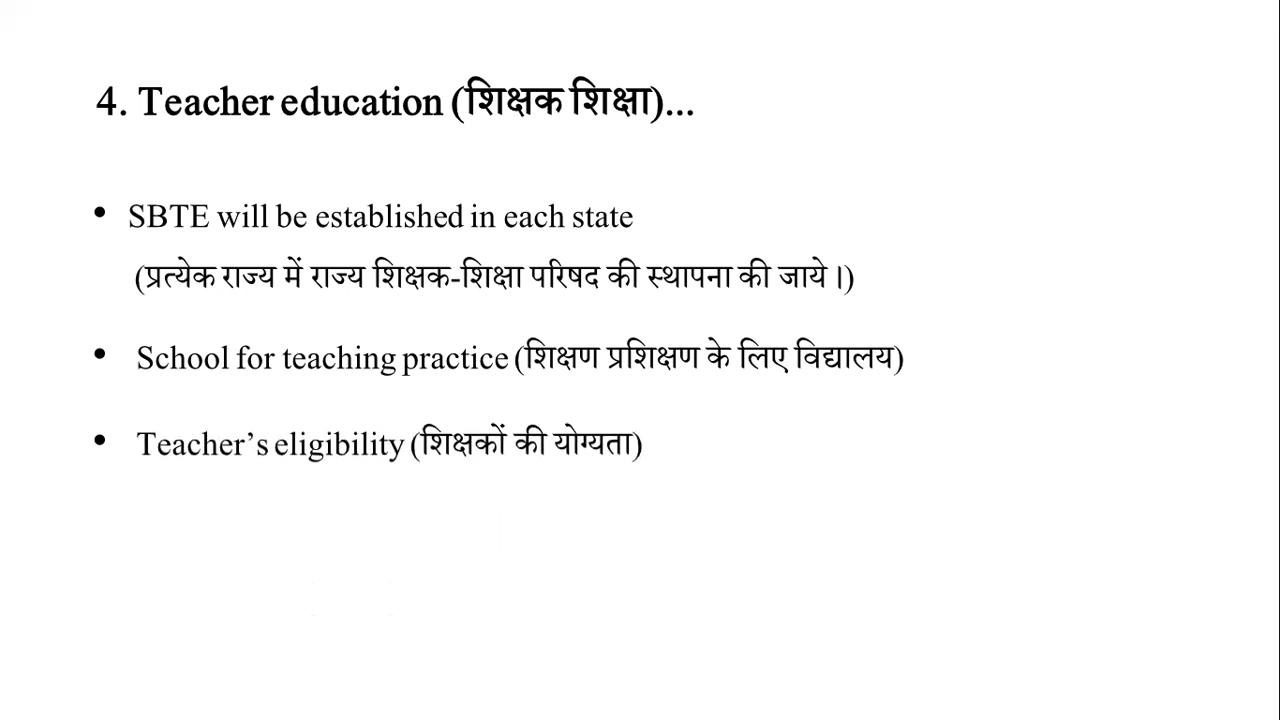 4. Teacher education (शिक्षक शिक्षा)...
• SBTE will be established in each state
(प्रत्येक राज्य में राज्य शिक्षक-शिक्षा परिषद की स्थापना की जाये।)
• School for teaching practice (शिक्षण प्रशिक्षण के लिए विद्यालय)
• Teacher’s eligibility (शिक्षकों की योग्यता)